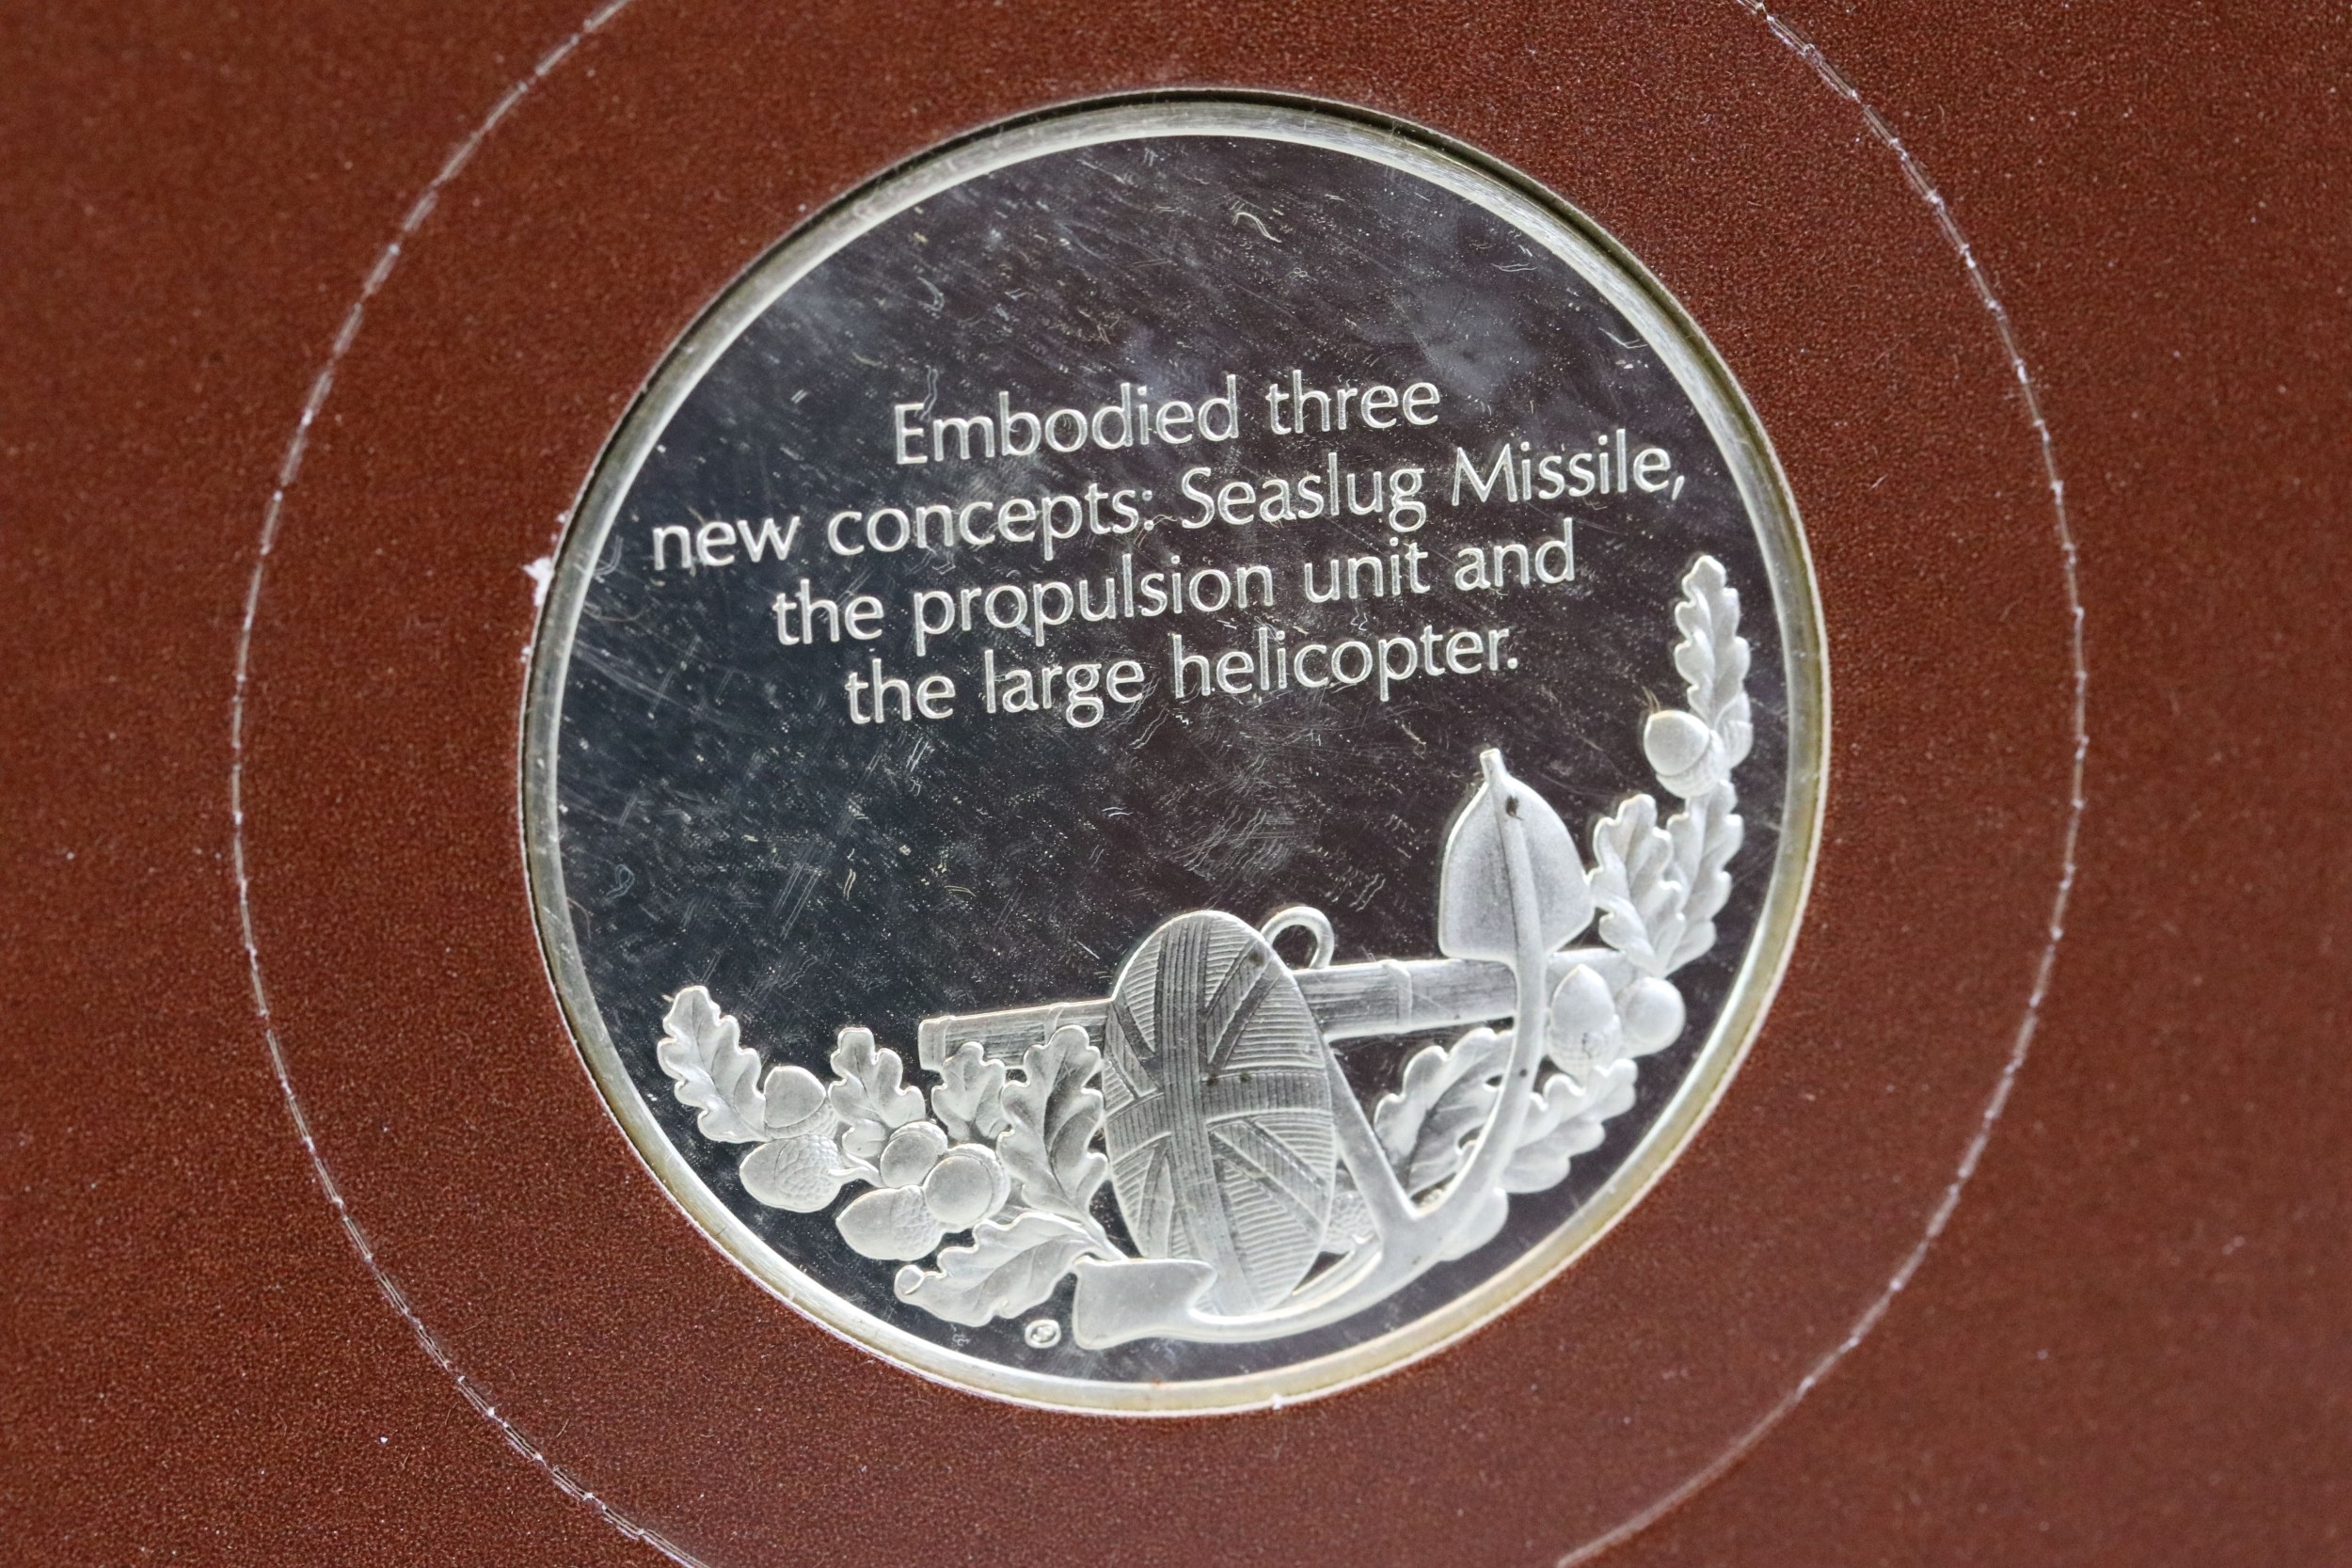 Embodied three
new concepts: Seaslug Missile,
the propulsion unit and
the large helicopter.